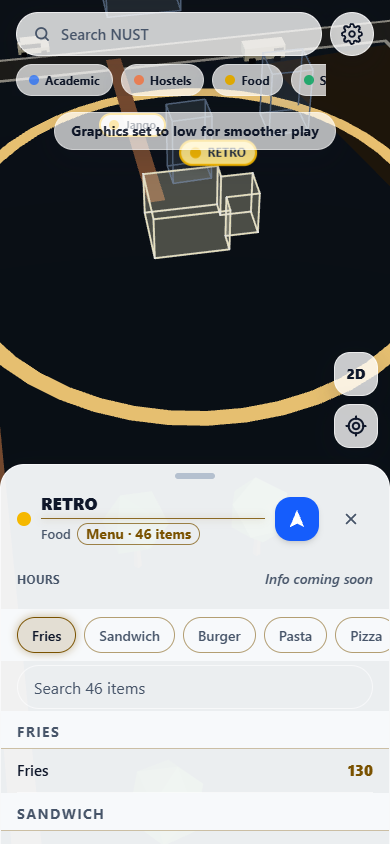 Search NUST
Academic
Hostels
Food
S
Jango
Graphics set to low for smoother play
RETRO
2D
RETRO
Food
Menu · 46 items
HOURS
Info coming soon
Fries
Sandwich
Burger
Pasta
Pizza
Search 46 items
FRIES
Fries 130
SANDWICH